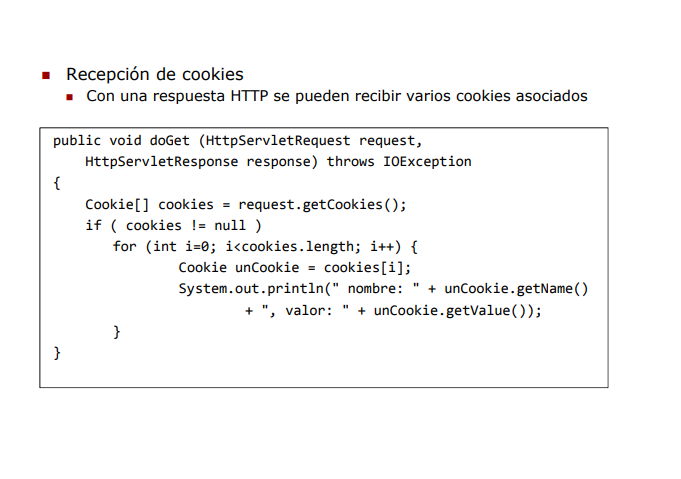 Recepción de cookies
Con una respuesta HTTP se pueden recibir varios cookies asociados
public void doGet (HttpServletRequest request,
HttpServletResponse response) throws IOException
{
Cookie[] cookies = request.getCookies();
if ( cookies != null )
for (int i=0; i<cookies.length; i++) {
Cookie unCookie = cookies[i];
System.out.println(" nombre: " + unCookie.getName()
+ ", valor: " + unCookie.getValue());
}
}